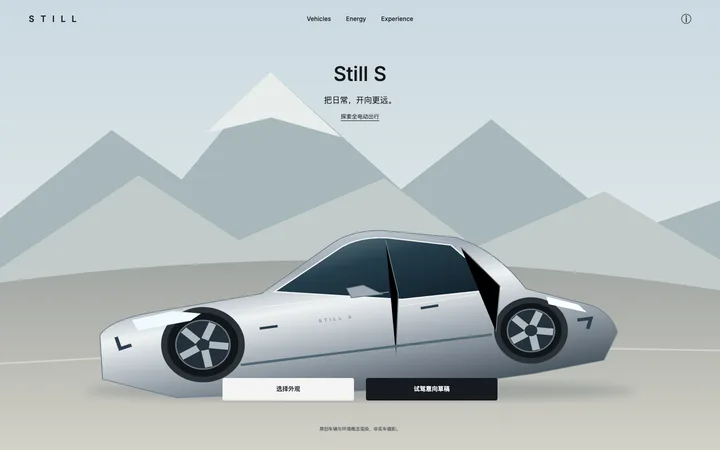 STILL
Vehicles Energy Experience
Still S
把日常，开向更远。
探索全电动出行
STILL S
选择外观
试驾意向草稿